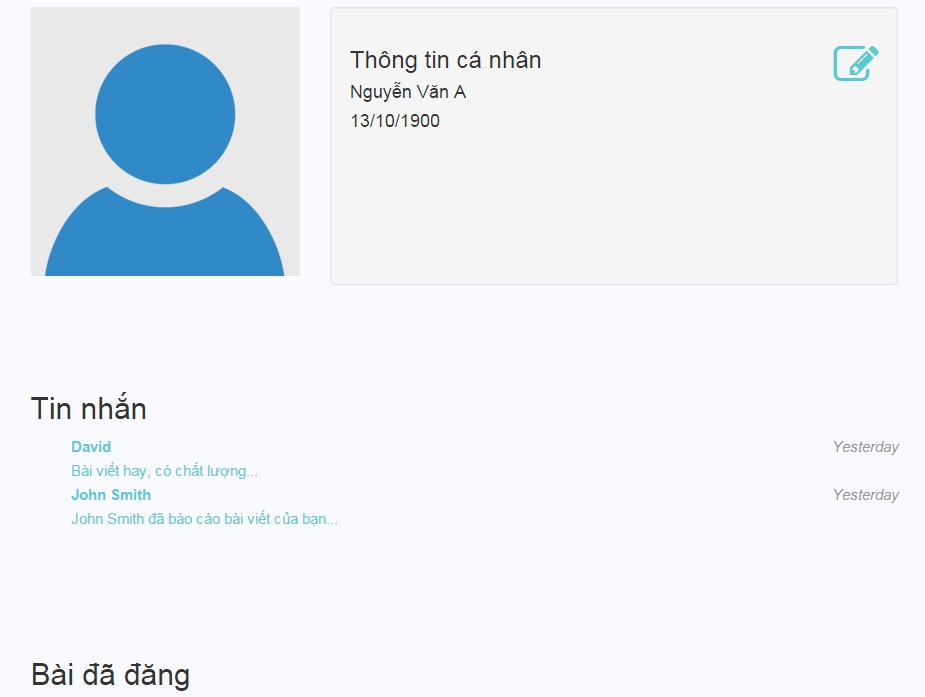 Thông tin cá nhân
Nguyễn Văn A
13/10/1900
Tin nhắn
David Yesterday
Bài viết hay, có chất lượng...
John Smith Yesterday
John Smith đã báo cáo bài viết của bạn...
Bài đã đăng